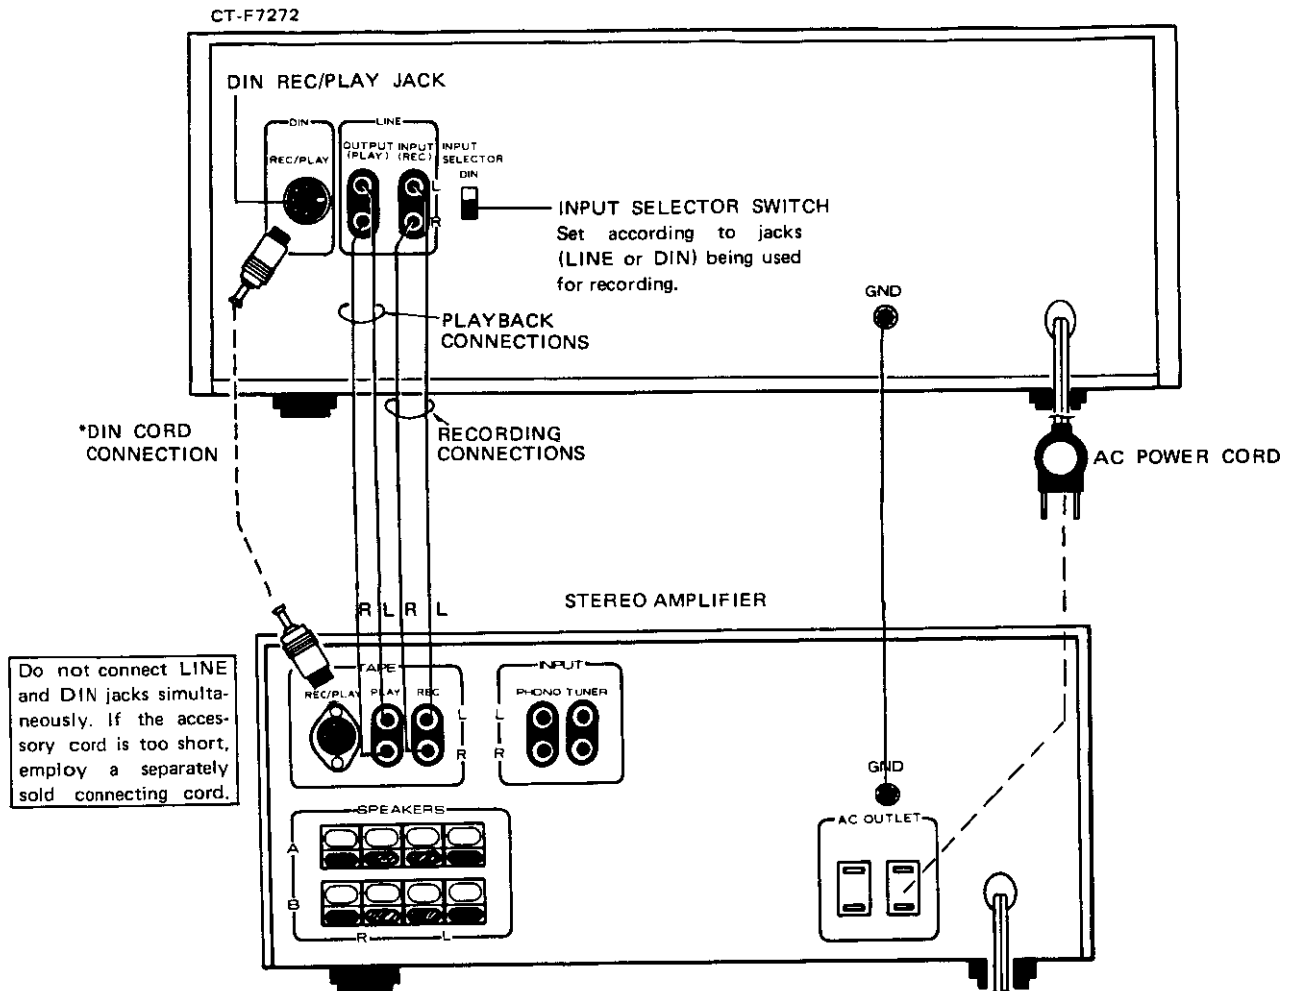 CT-F7272
DIN REC/PLAY JACK
DIN
REC/PLAY
LINE
OUTPUT
(PLAY)
INPUT
(REC)
L
R
INPUT
SELECTOR
DIN
INPUT SELECTOR SWITCH
Set according to jacks
(LINE or DIN) being used
for recording.
GND
PLAYBACK
CONNECTIONS
RECORDING
CONNECTIONS
*DIN CORD
CONNECTION
AC POWER CORD
R L R L
STEREO AMPLIFIER
Do not connect LINE
and DIN jacks simulta-
neously. If the acces-
sory cord is too short,
employ a separately
sold connecting cord.
TAPE
REC/PLAY PLAY REC
L
R
INPUT
PHONO TUNER
L
R
GND
AC OUTLET
SPEAKERS
A
B
R L